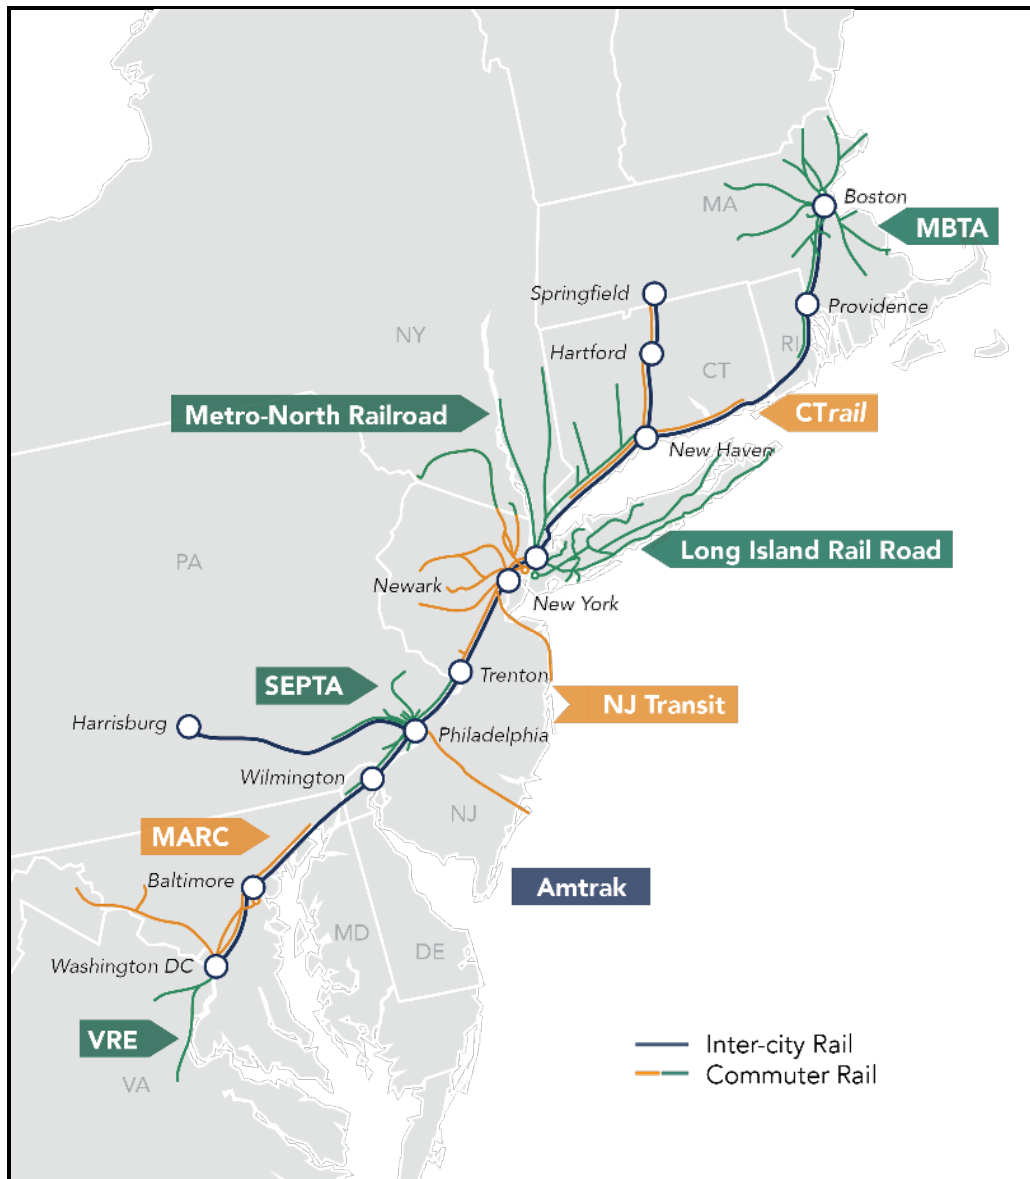 Boston
MA
MBTA
Springfield
Providence
NY
RI
Hartford
CT
Metro-North Railroad
CTrail
New Haven
PA
Long Island Rail Road
Newark
New York
SEPTA
Trenton
NJ Transit
Harrisburg
Philadelphia
Wilmington
NJ
MARC
Baltimore
Amtrak
MD
DE
Washington DC
VRE
VA
Inter-city Rail
Commuter Rail